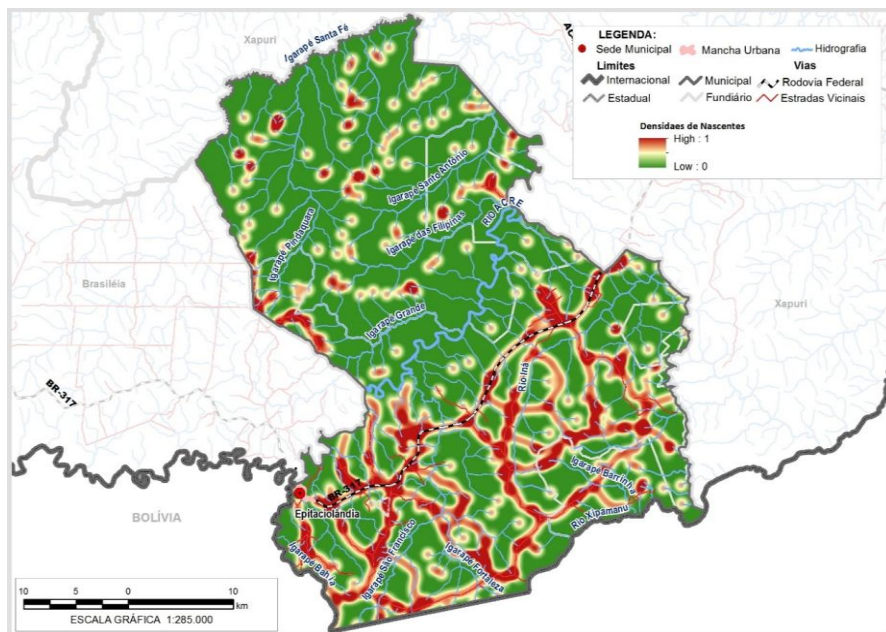 Xapuri
Igarapé Santa Fé
LEGENDA:
Sede Municipal
Mancha Urbana
Hidrografia
Limites
Vias
Internacional
Municipal
Rodovia Federal
Estadual
Fundiário
Estradas Vicinais
Densídaes de Nascentes
High : 1
Low : 0
Igarapé Santo Antônio
Igarapé das Filipinas
RIO ACRE
Igarapé Pindaquara
Brasiléia
Igarapé Grande
Xapuri
BR-317
Rio Iná
Igarapé Barrinha
BR-317
Epitaciolândia
BOLÍVIA
Rio Xipamanu
Igarapé Bahia
Igarapé São Francisco
Igarapé Fortaleza
10 5 0 10
km
ESCALA GRÁFICA 1:285.000